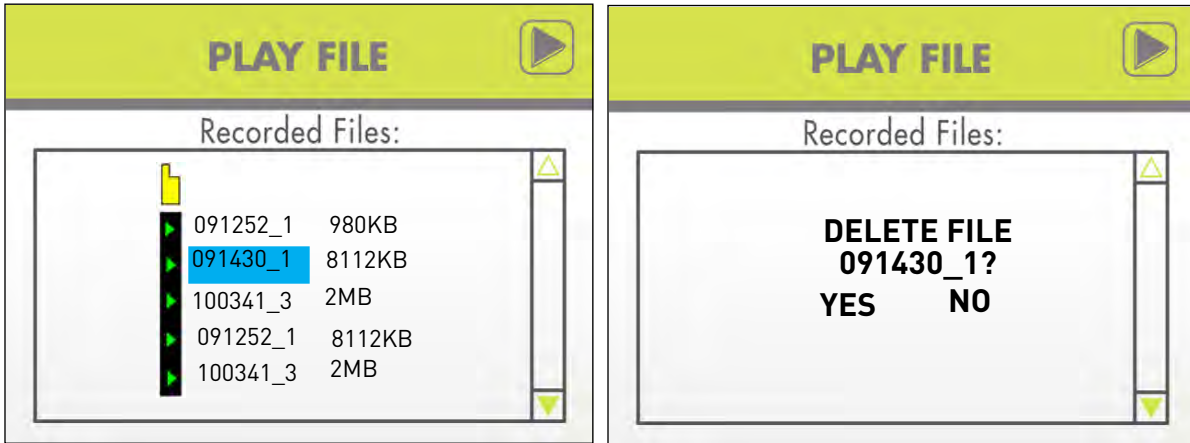 PLAY FILE
Recorded Files:
091252_1 980KB
091430_1 8112KB
100341_3 2MB
091252_1 8112KB
100341_3 2MB
PLAY FILE
Recorded Files:
DELETE FILE
091430_1?
YES NO